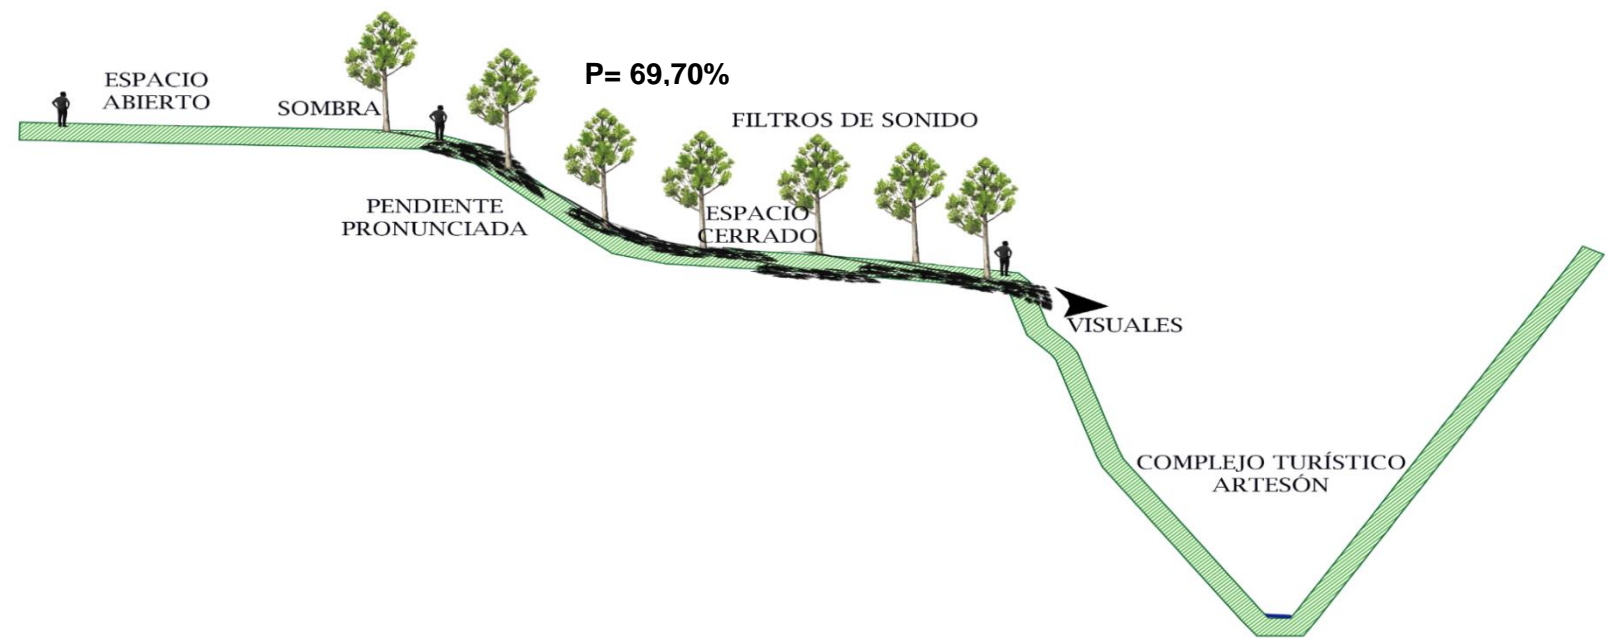 ESPACIO
ABIERTO
SOMBRA
P= 69,70%
FILTROS DE SONIDO
PENDIENTE
PRONUNCIADA
ESPACIO
CERRADO
VISUALES
COMPLEJO TURÍSTICO
ARTESÓN